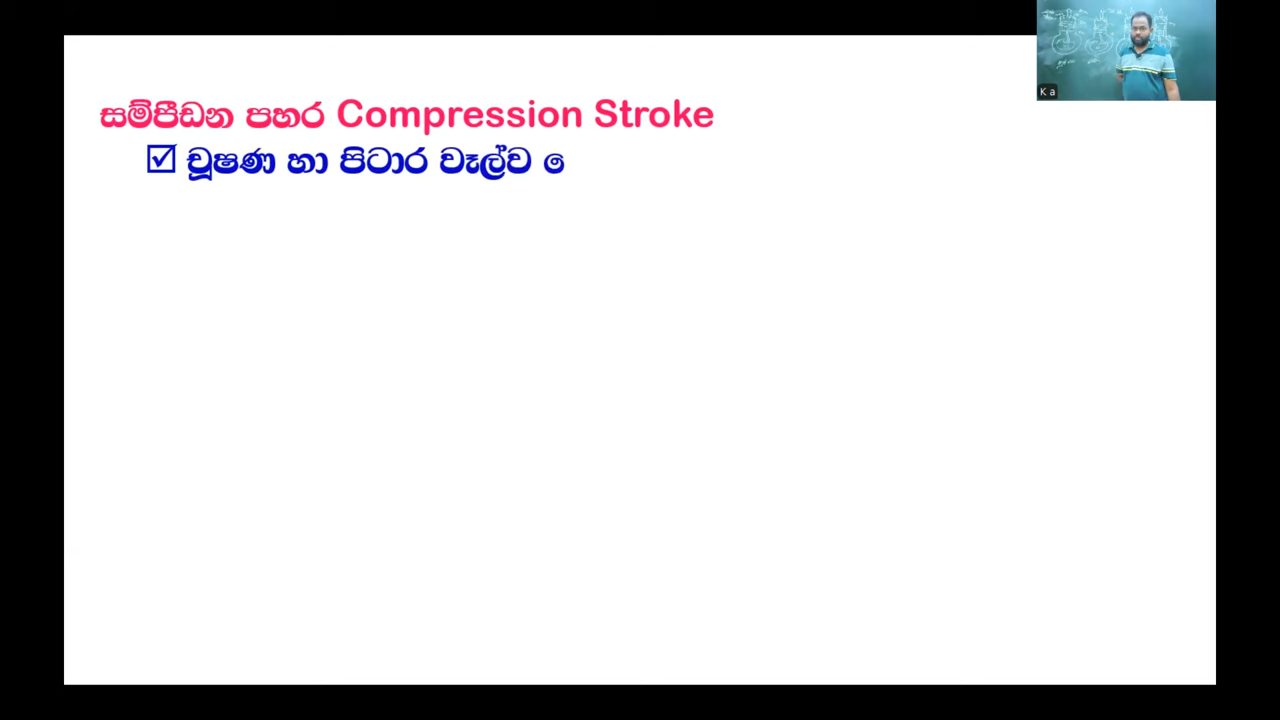 සම්පීඩන පහර Compression Stroke
☑ චූෂණ හා පිටාර වෑල්ව ෙ
K a